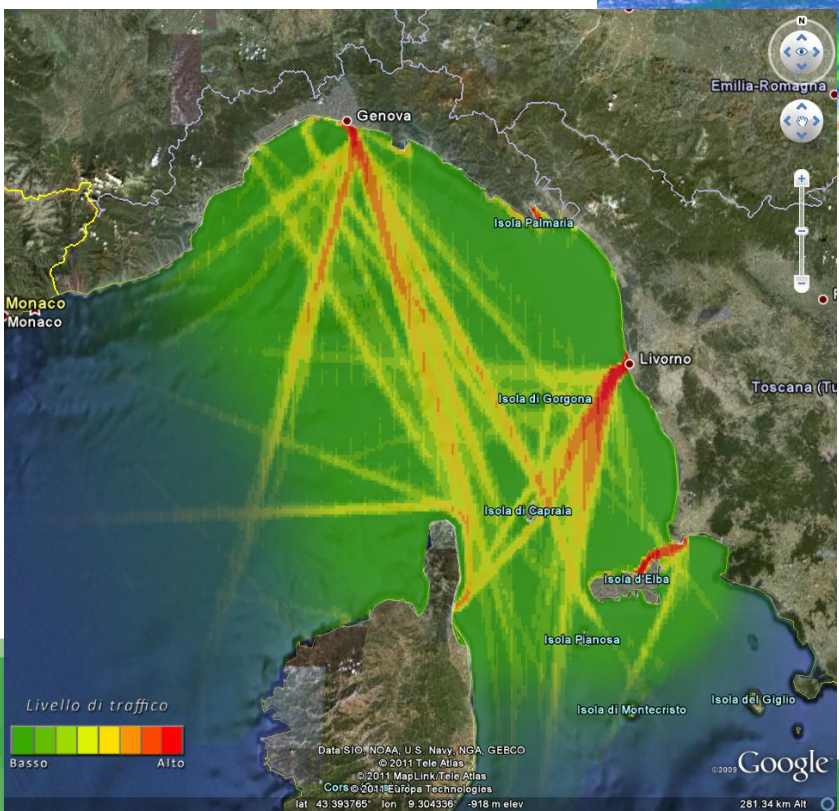 N
Emilia-Romagna
Genova
Isola Palmaria
Monaco
Monaco
Livorno
Toscana (Tu
Isola di Gorgona
Isola di Capraia
Isola d'Elba
Isola Pianosa
Isola di Montecristo
Isola del Giglio
Livello di traffico
Basso
Alto
Data SIO, NOAA, U.S. Navy, NGA, GEBCO
© 2011 Tele Atlas
© 2011 MapLink/Tele Atlas
© 2011 Europa Technologies
©2009 Google
lat 43.393765° lon 9.304336° -918 m elev
281.34 km Alt